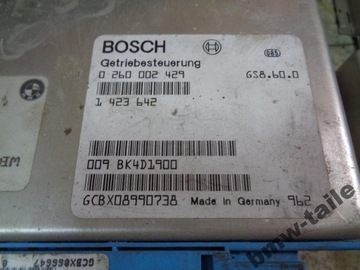 BOSCH
Getriebesteuerung
0 260 002 429 GS8.60.0
1 423 642
009 BK4D1900
GCBX08990738 Made in Germany 962
GCBX066647
bmw-taile